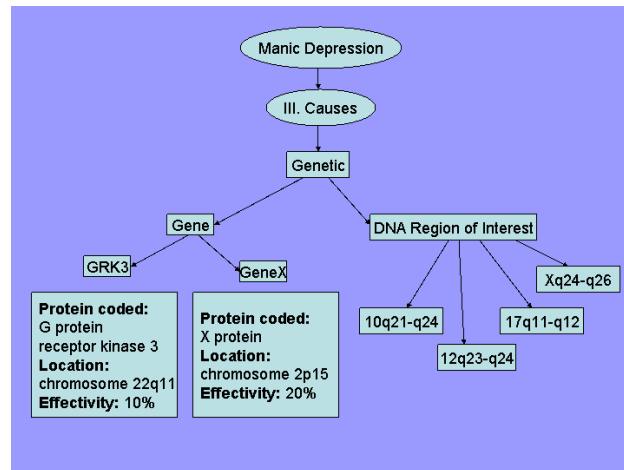 Manic Depression
III. Causes
Genetic
Gene
DNA Region of Interest
GRK3
GeneX
Xq24-q26
10q21-q24
17q11-q12
12q23-q24
Protein coded:
G protein
receptor kinase 3
Location:
chromosome 22q11
Effectivity: 10%
Protein coded:
X protein
Location:
chromosome 2p15
Effectivity: 20%